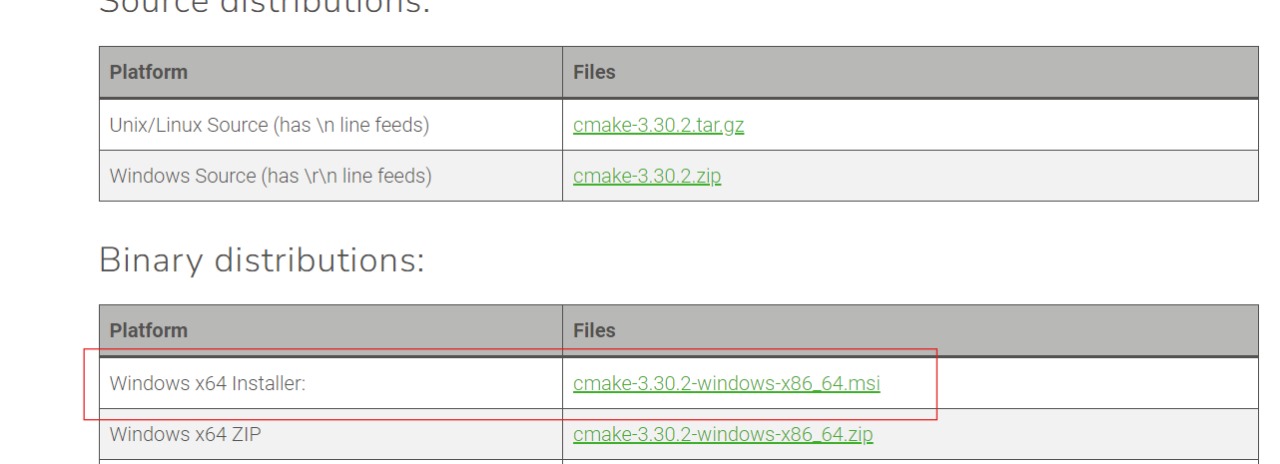 Source distributions:
Platform Files
Unix/Linux Source (has \n line feeds) cmake-3.30.2.tar.gz
Windows Source (has \r\n line feeds) cmake-3.30.2.zip
Binary distributions:
Platform Files
Windows x64 Installer: cmake-3.30.2-windows-x86_64.msi
Windows x64 ZIP cmake-3.30.2-windows-x86_64.zip